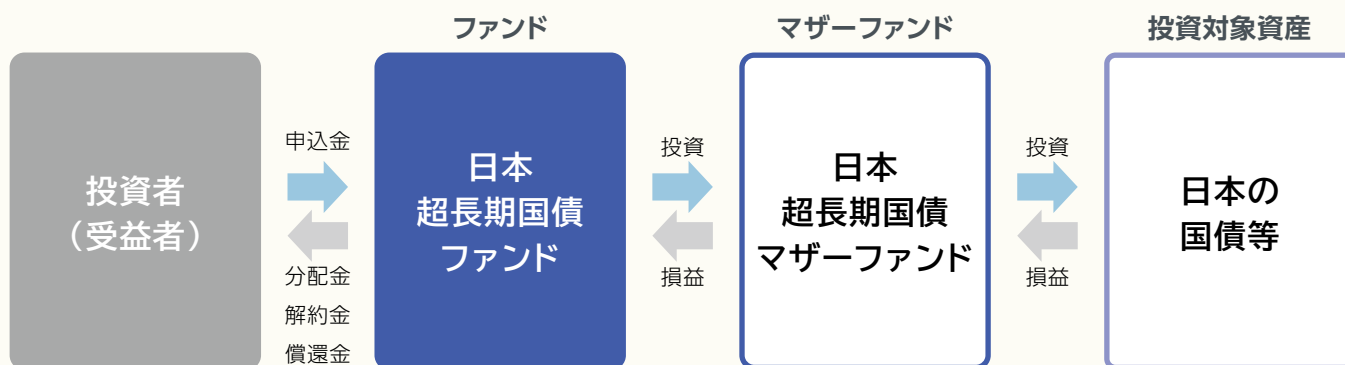 ファンド
マザーファンド
投資対象資産
投資者
（受益者）
申込金
分配金
解約金
償還金
日本
超長期国債
ファンド
投資
損益
日本
超長期国債
マザーファンド
投資
損益
日本の
国債等